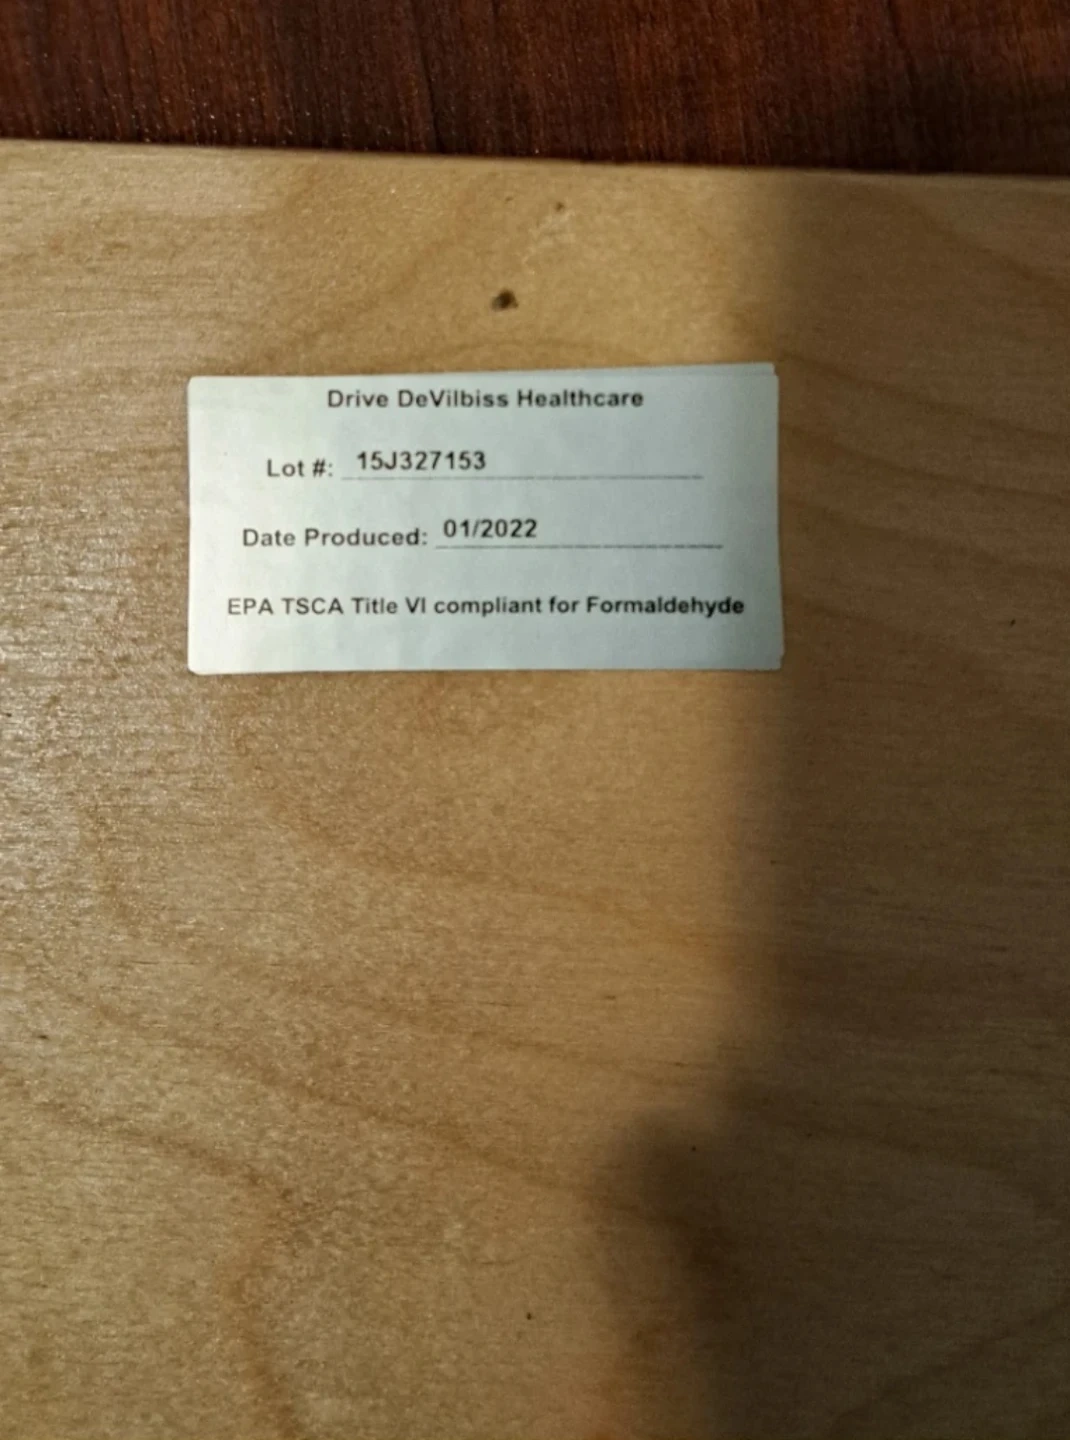 Drive DeVilbiss Healthcare
Lot #: 15J327153
Date Produced: 01/2022
EPA TSCA Title VI compliant for Formaldehyde